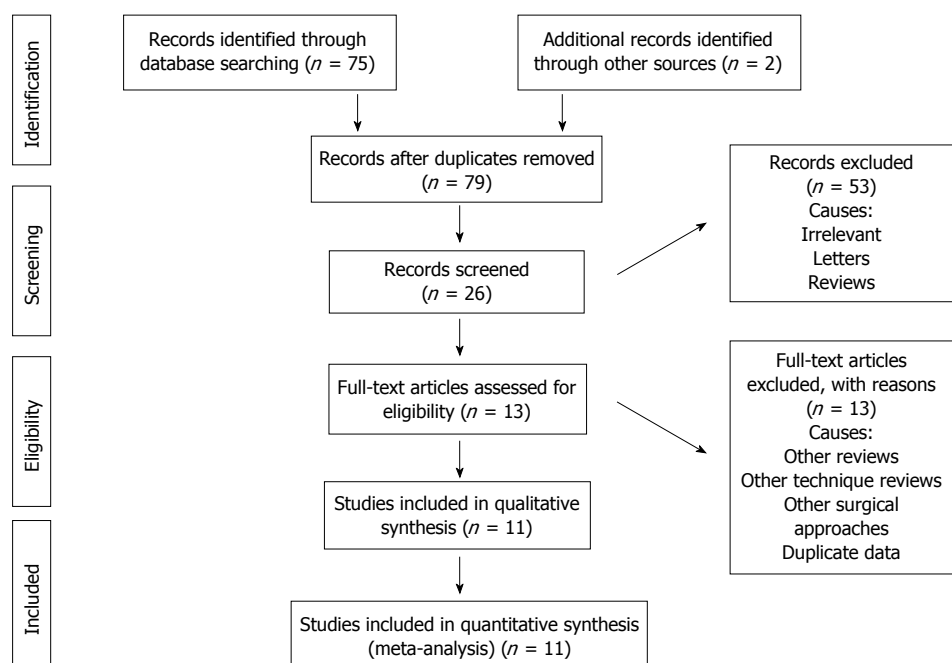 Identification
Records identified through
database searching (n = 75)
Additional records identified
through other sources (n = 2)
Records after duplicates removed
(n = 79)
Screening
Records excluded
(n = 53)
Causes:
Irrelevant
Letters
Reviews
Records screened
(n = 26)
Eligibility
Full-text articles assessed for
eligibility (n = 13)
Full-text articles
excluded, with reasons
(n = 13)
Causes:
Other reviews
Other technique reviews
Other surgical
approaches
Duplicate data
Studies included in qualitative
synthesis (n = 11)
Included
Studies included in quantitative synthesis
(meta-analysis) (n = 11)